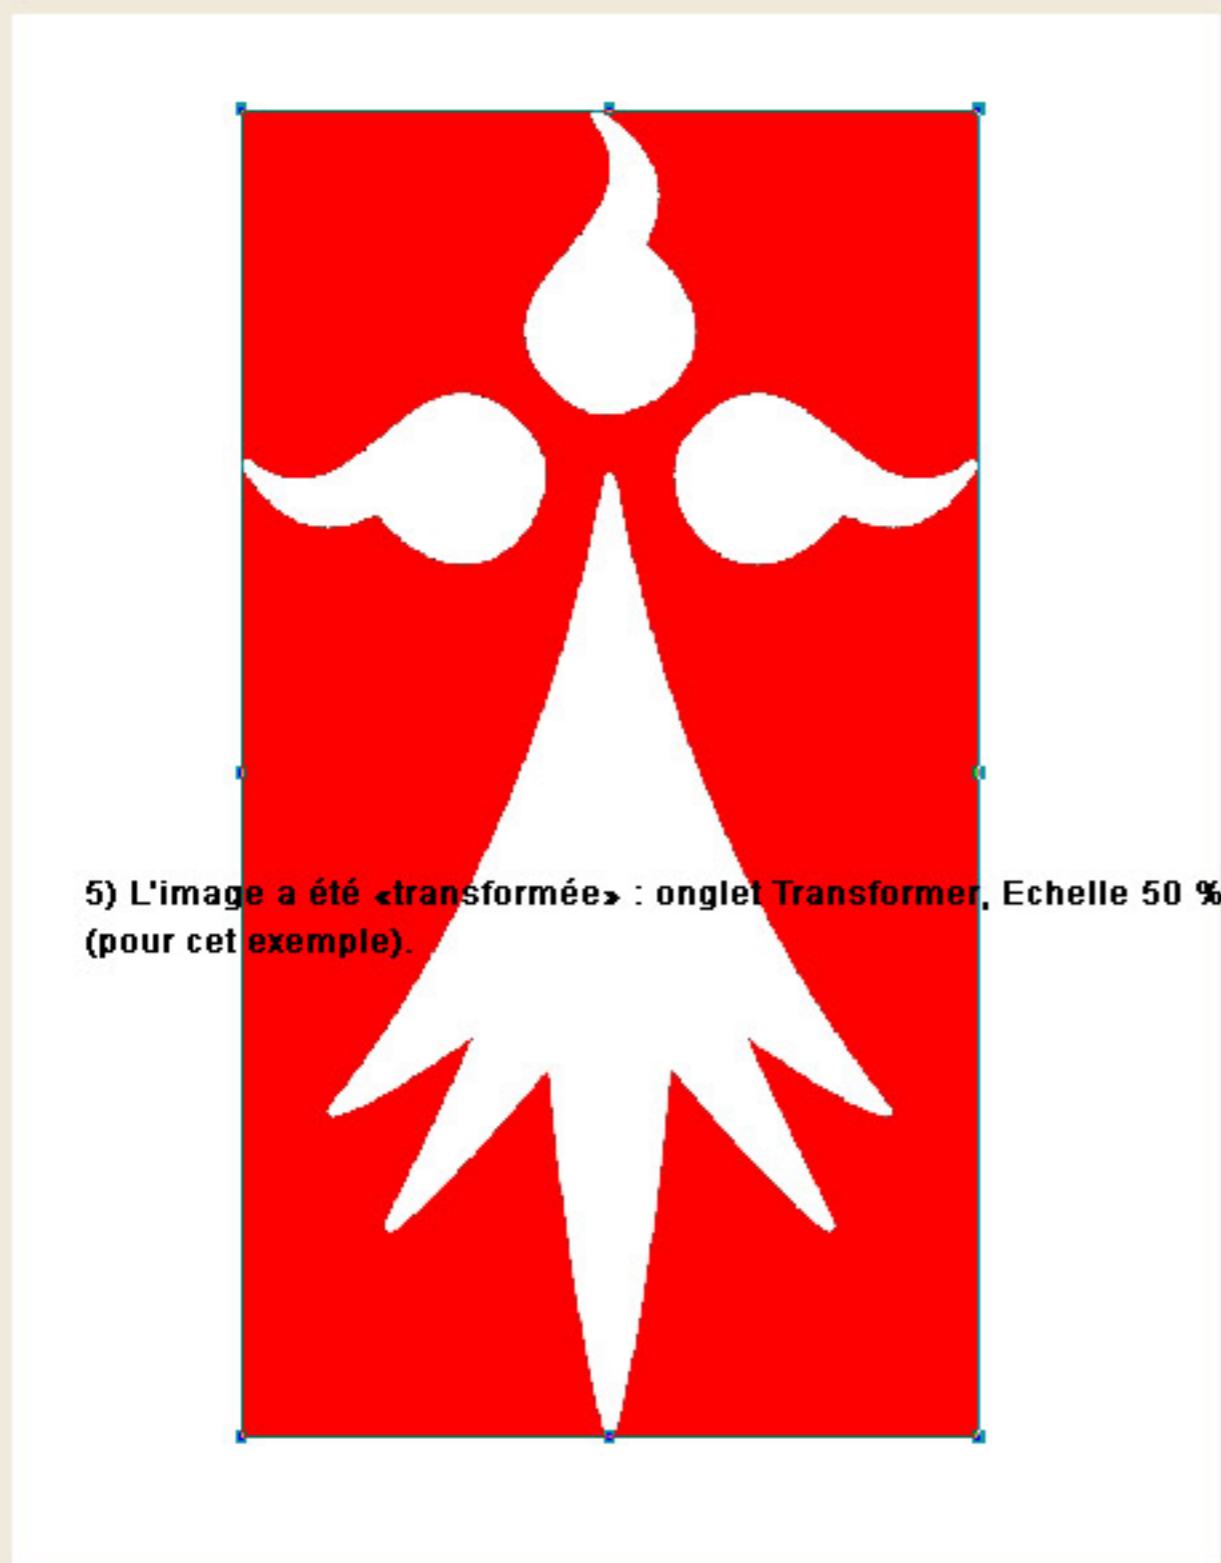 5) L'image a été «transformée» : onglet Transformer, Echelle 50 %
(pour cet exemple).